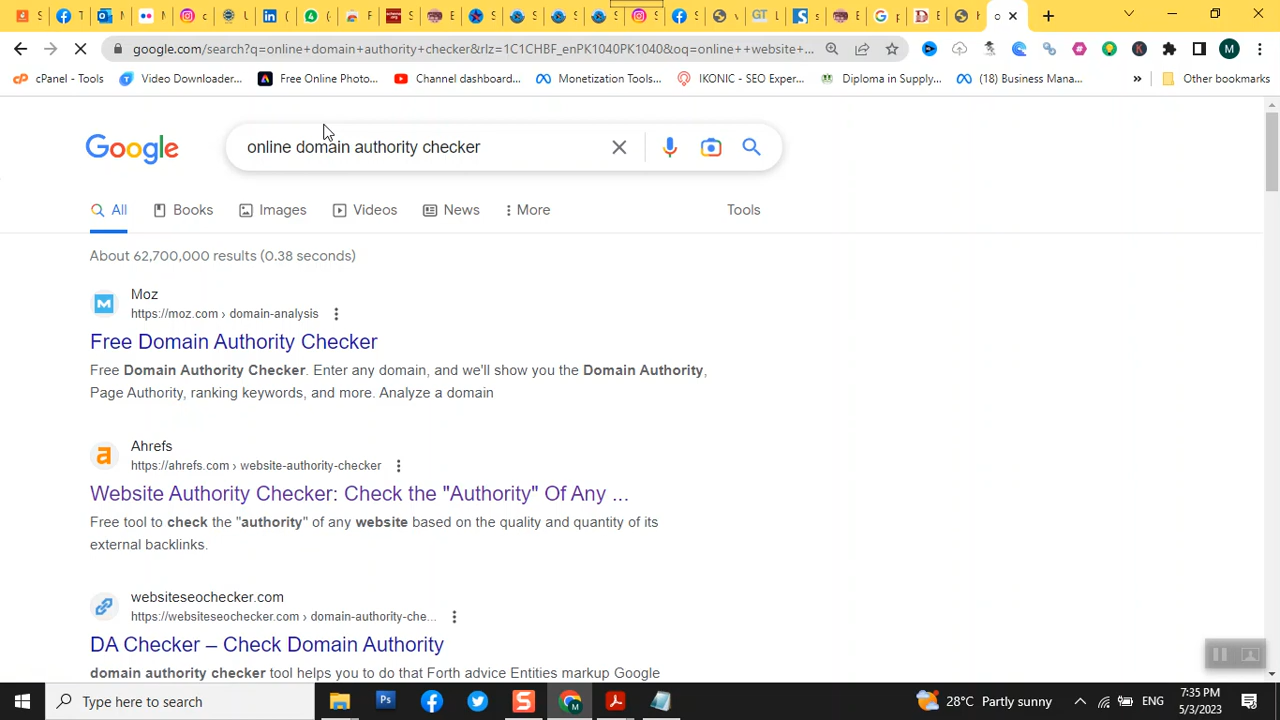 google.com/search?q=online+domain+authority+checker&rlz=1C1CHBF_enPK1040PK1040&oq=online++website+...
cPanel - Tools
Video Downloader...
Free Online Photo...
Channel dashboard...
Monetization Tools...
IKONIC - SEO Exper...
Diploma in Supply...
(18) Business Mana...
»
Other bookmarks
Google
online domain authority checker
All
Books
Images
Videos
News
More
Tools
About 62,700,000 results (0.38 seconds)
Moz
https://moz.com › domain-analysis
Free Domain Authority Checker
Free Domain Authority Checker. Enter any domain, and we'll show you the Domain Authority,
Page Authority, ranking keywords, and more. Analyze a domain
Ahrefs
https://ahrefs.com › website-authority-checker
Website Authority Checker: Check the "Authority" Of Any ...
Free tool to check the "authority" of any website based on the quality and quantity of its
external backlinks.
websiteseochecker.com
https://websiteseochecker.com › domain-authority-che...
DA Checker – Check Domain Authority
domain authority checker tool helps you to do that Forth advice Entities markup Google
Type here to search
28°C Partly sunny
ENG
7:35 PM
5/3/2023